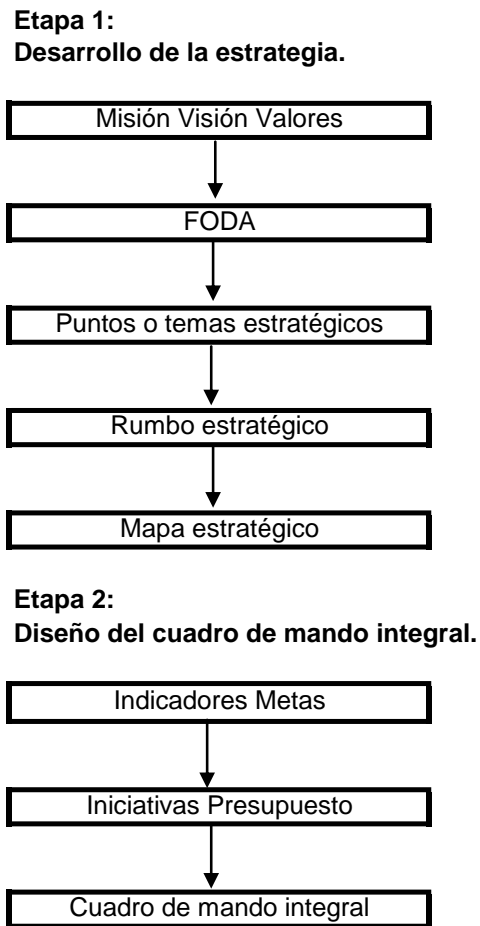 Etapa 1:
Desarrollo de la estrategia.
Misión Visión Valores
FODA
Puntos o temas estratégicos
Rumbo estratégico
Mapa estratégico
Etapa 2:
Diseño del cuadro de mando integral.
Indicadores Metas
Iniciativas Presupuesto
Cuadro de mando integral